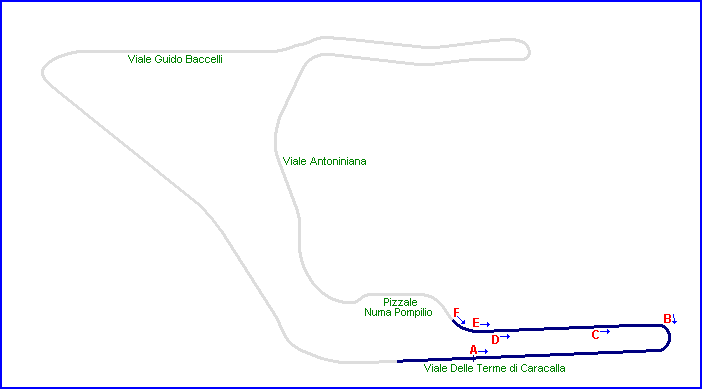 Viale Guido Baccelli
Viale Antoniniana
Pizzale
Numa Pompilio
F
E
D
C
B
A
Viale Delle Terme di Caracalla